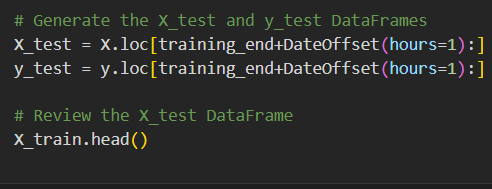 # Generate the X_test and y_test DataFrames
X_test = X.loc[training_end+DateOffset(hours=1):]
y_test = y.loc[training_end+DateOffset(hours=1):]
# Review the X_test DataFrame
X_train.head()